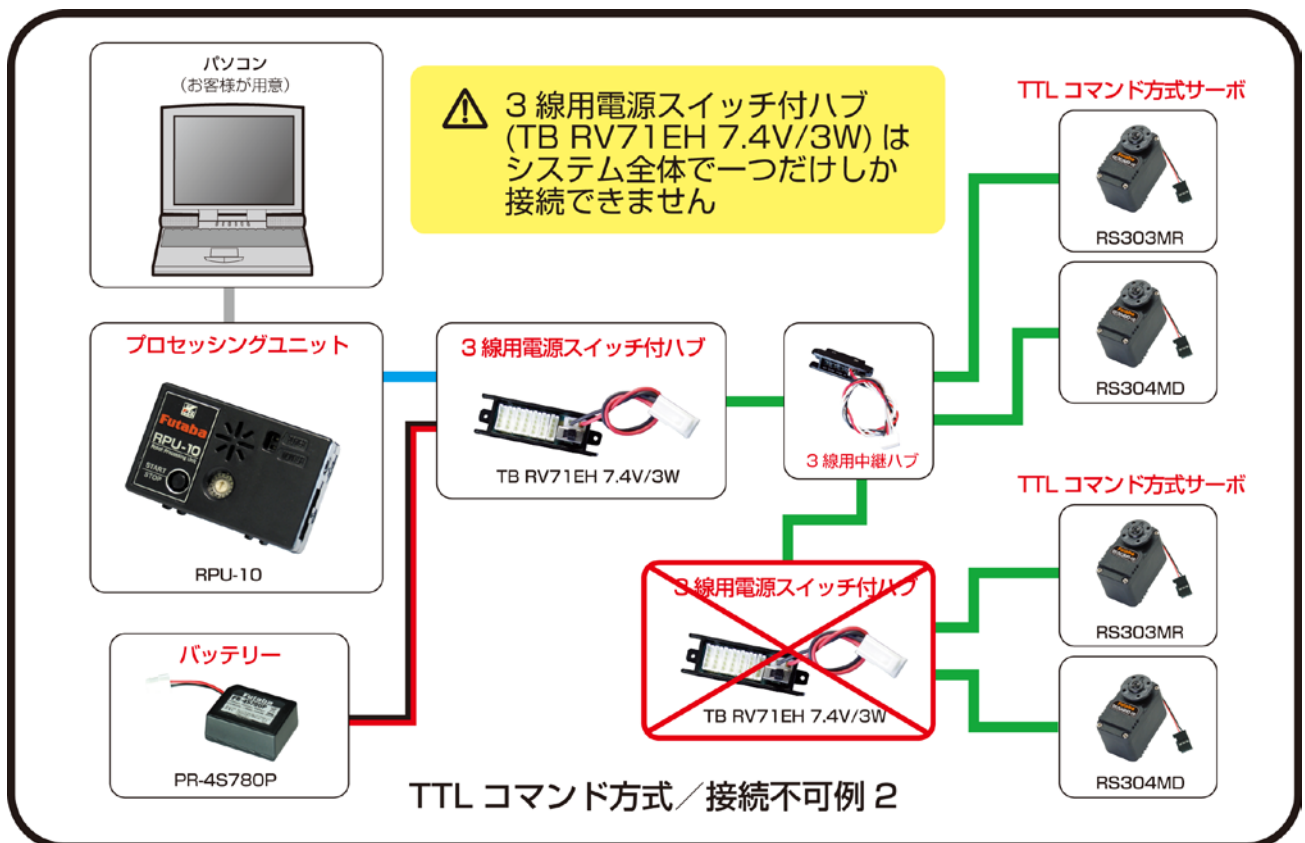 パソコン
(お客様が用意)
⚠ 3 線用電源スイッチ付ハブ
(TB RV71EH 7.4V/3W) は
システム全体で一つだけしか
接続できません
TTL コマンド方式サーボ
RS303MR
RS304MD
プロセッシングユニット
Futaba
RPU-10
START
STOP
RPU-10
3 線用電源スイッチ付ハブ
TB RV71EH 7.4V/3W
3 線用中継ハブ
TTL コマンド方式サーボ
RS303MR
RS304MD
3 線用電源スイッチ付ハブ
TB RV71EH 7.4V/3W
バッテリー
Futaba
PR-4S780P
PR-4S780P
TTL コマンド方式／接続不可例 2